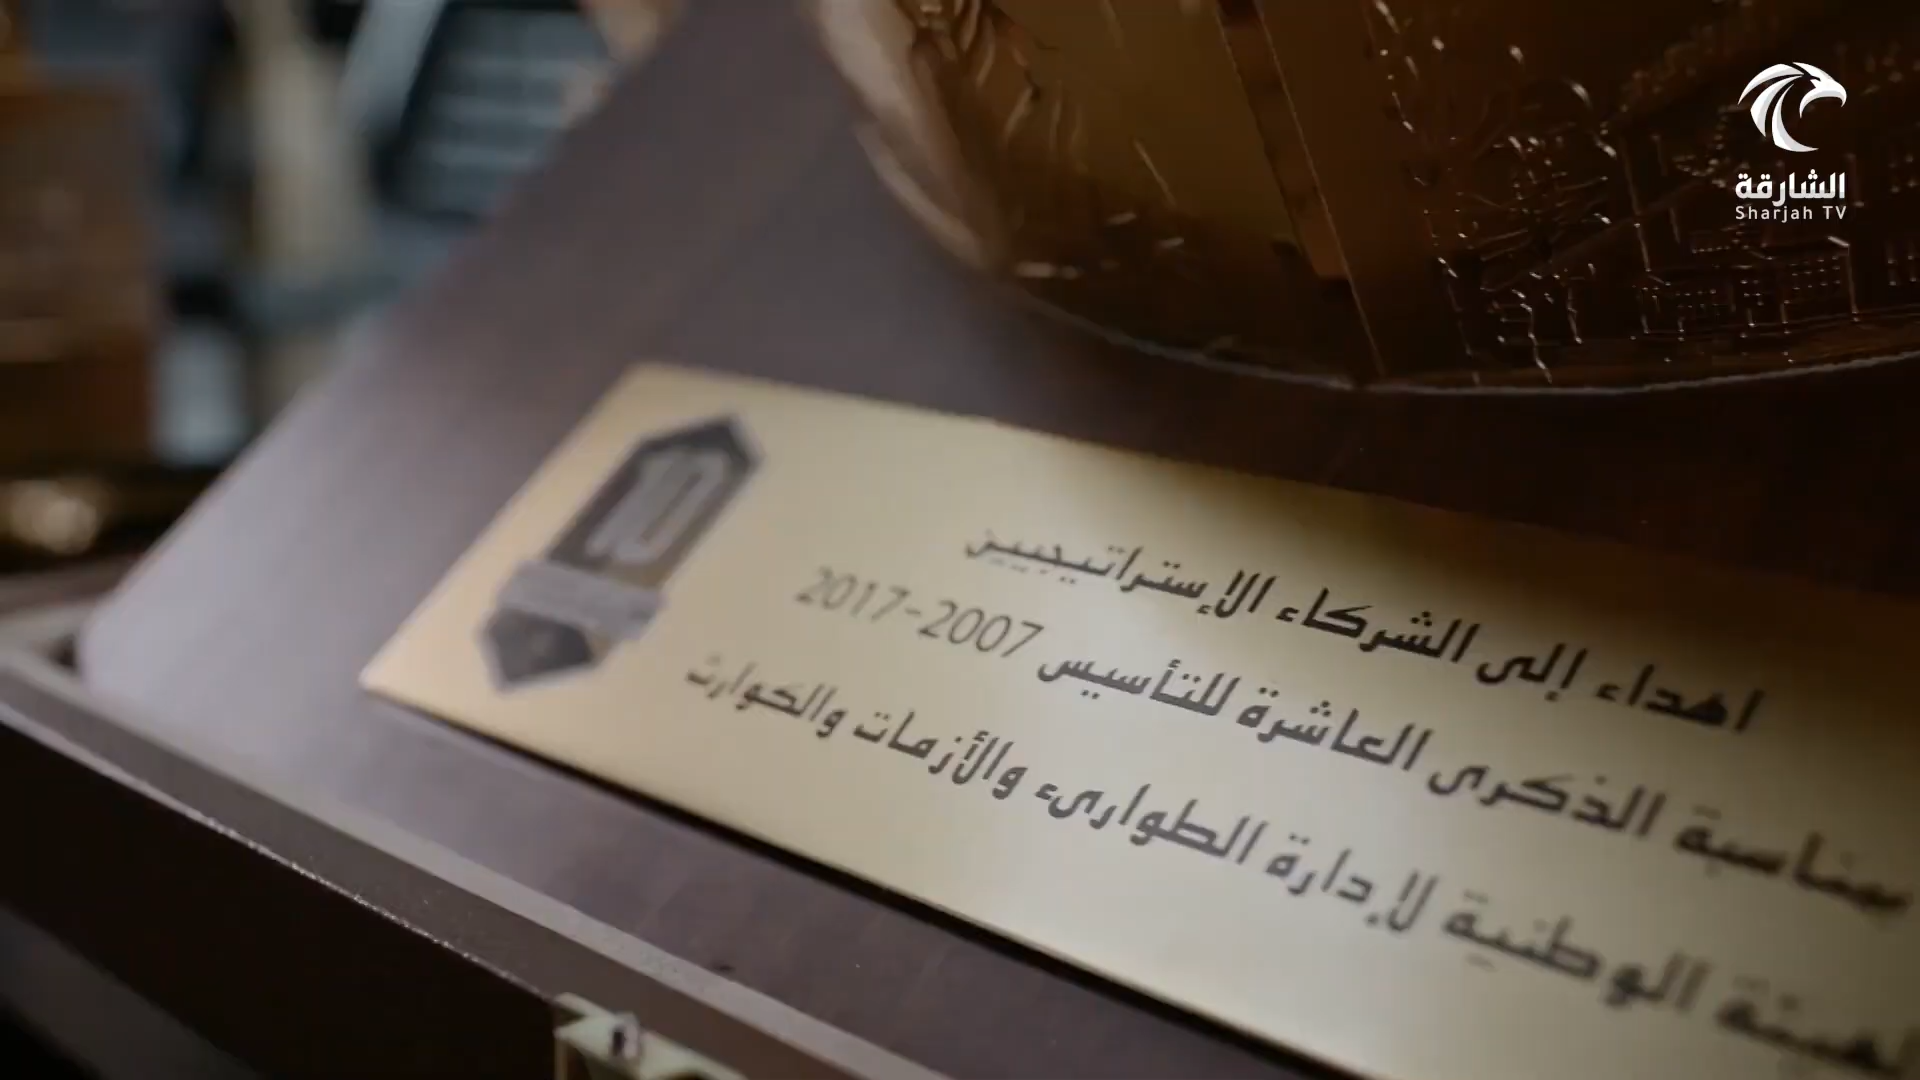 الشارقة
Sharjah TV
10
اهداء إلى الشركاء الإستراتيجيين
بمناسبة الذكرى العاشرة للتأسيس 2007-2017
الهيئة الوطنية لإدارة الطوارىء والأزمات والكوارث